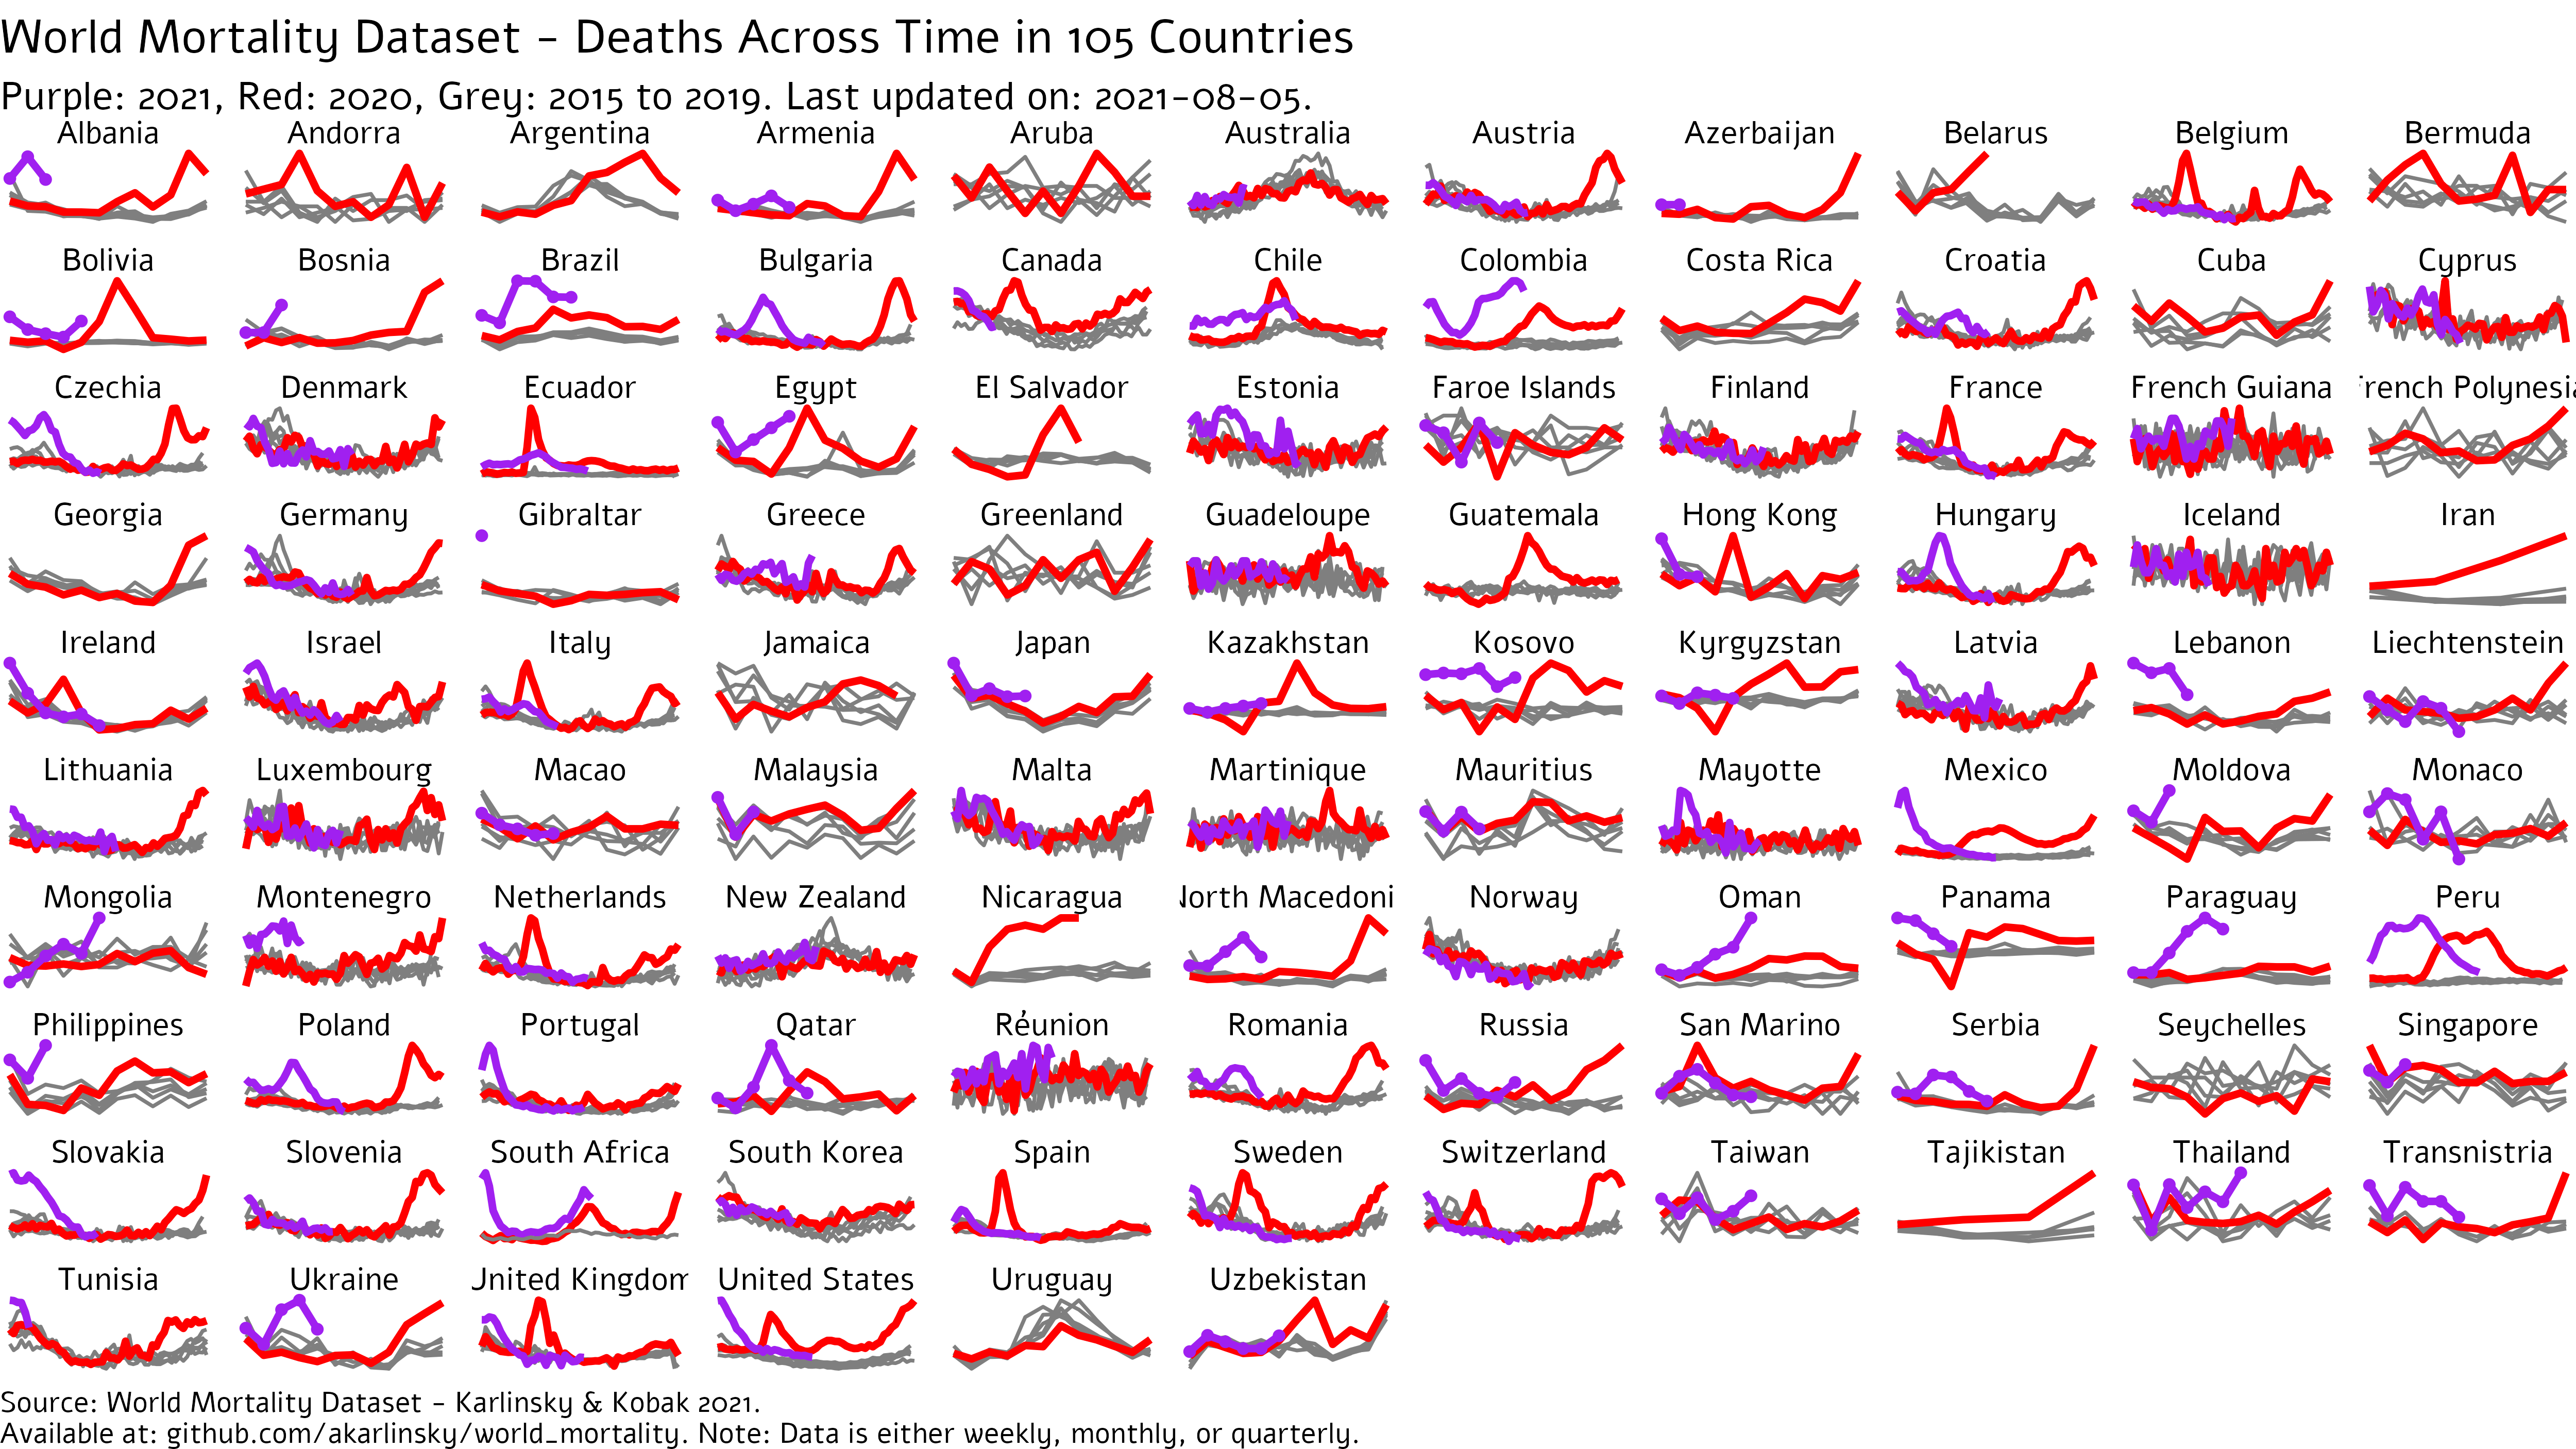 World Mortality Dataset - Deaths Across Time in 105 Countries
Purple: 2021, Red: 2020, Grey: 2015 to 2019. Last updated on: 2021-08-05.
Albania Andorra Argentina Armenia Aruba Australia Austria Azerbaijan Belarus Belgium Bermuda
Bolivia Bosnia Brazil Bulgaria Canada Chile Colombia Costa Rica Croatia Cuba Cyprus
Czechia Denmark Ecuador Egypt El Salvador Estonia Faroe Islands Finland France French Guiana French Polynesia
Georgia Germany Gibraltar Greece Greenland Guadeloupe Guatemala Hong Kong Hungary Iceland Iran
Ireland Israel Italy Jamaica Japan Kazakhstan Kosovo Kyrgyzstan Latvia Lebanon Liechtenstein
Lithuania Luxembourg Macao Malaysia Malta Martinique Mauritius Mayotte Mexico Moldova Monaco
Mongolia Montenegro Netherlands New Zealand Nicaragua North Macedoni Norway Oman Panama Paraguay Peru
Philippines Poland Portugal Qatar Réunion Romania Russia San Marino Serbia Seychelles Singapore
Slovakia Slovenia South Africa South Korea Spain Sweden Switzerland Taiwan Tajikistan Thailand Transnistria
Tunisia Ukraine United Kingdom United States Uruguay Uzbekistan
Source: World Mortality Dataset - Karlinsky & Kobak 2021.
Available at: github.com/akarlinsky/world_mortality. Note: Data is either weekly, monthly, or quarterly.